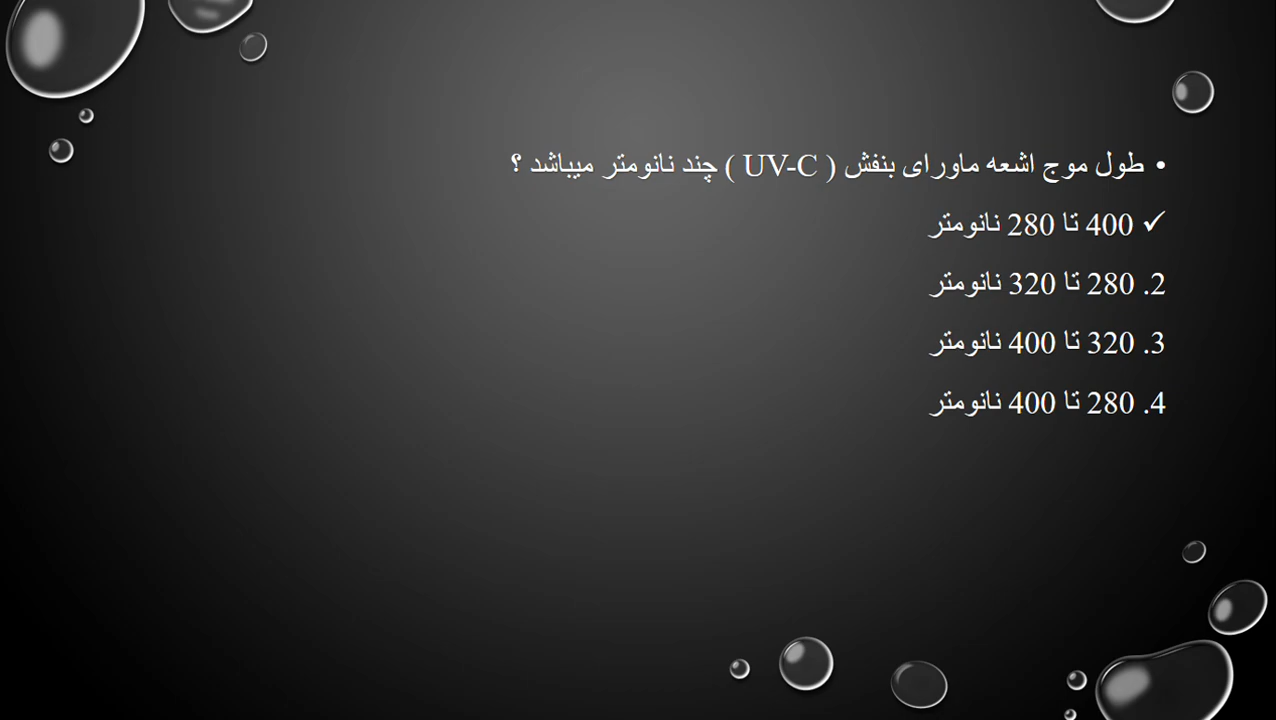 • طول موج اشعه ماورای بنفش ( UV-C ) چند نانومتر میباشد ؟
✓ 400 تا 280 نانومتر
2. 280 تا 320 نانومتر
3. 320 تا 400 نانومتر
4. 280 تا 400 نانومتر